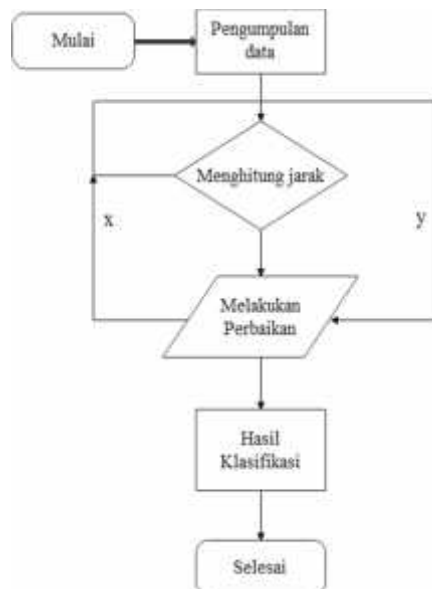 Mulai
Pengumpulan
data
Menghitung jarak
x
y
Melakukan
Perbaikan
Hasil
Klasifikasi
Selesai